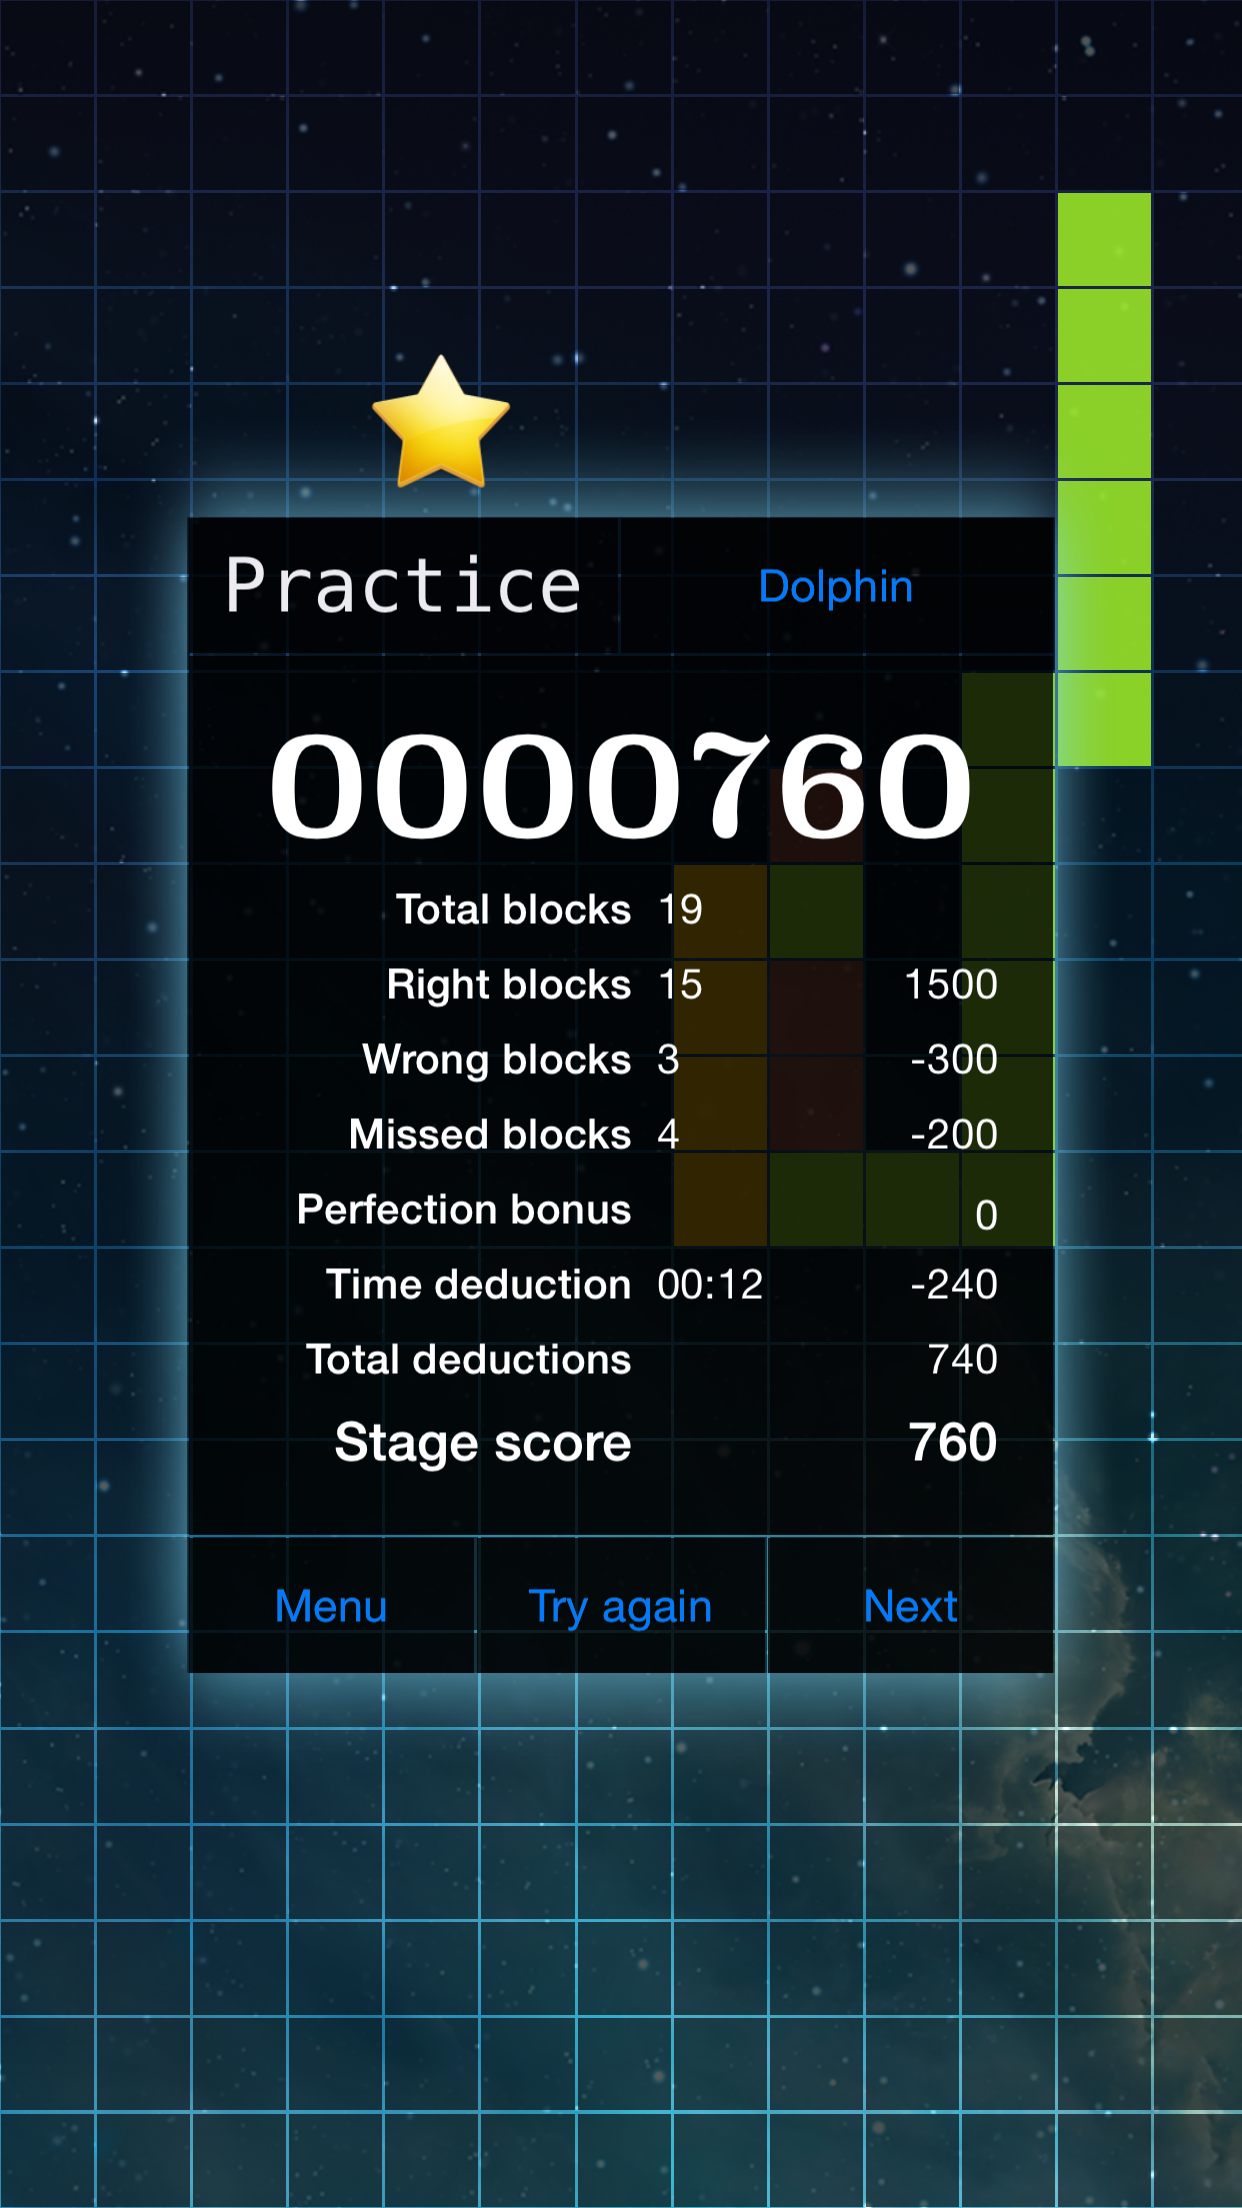 Practice Dolphin
0000760
Total blocks 19
Right blocks 15 1500
Wrong blocks 3 -300
Missed blocks 4 -200
Perfection bonus 0
Time deduction 00:12 -240
Total deductions 740
Stage score 760
Menu Try again Next